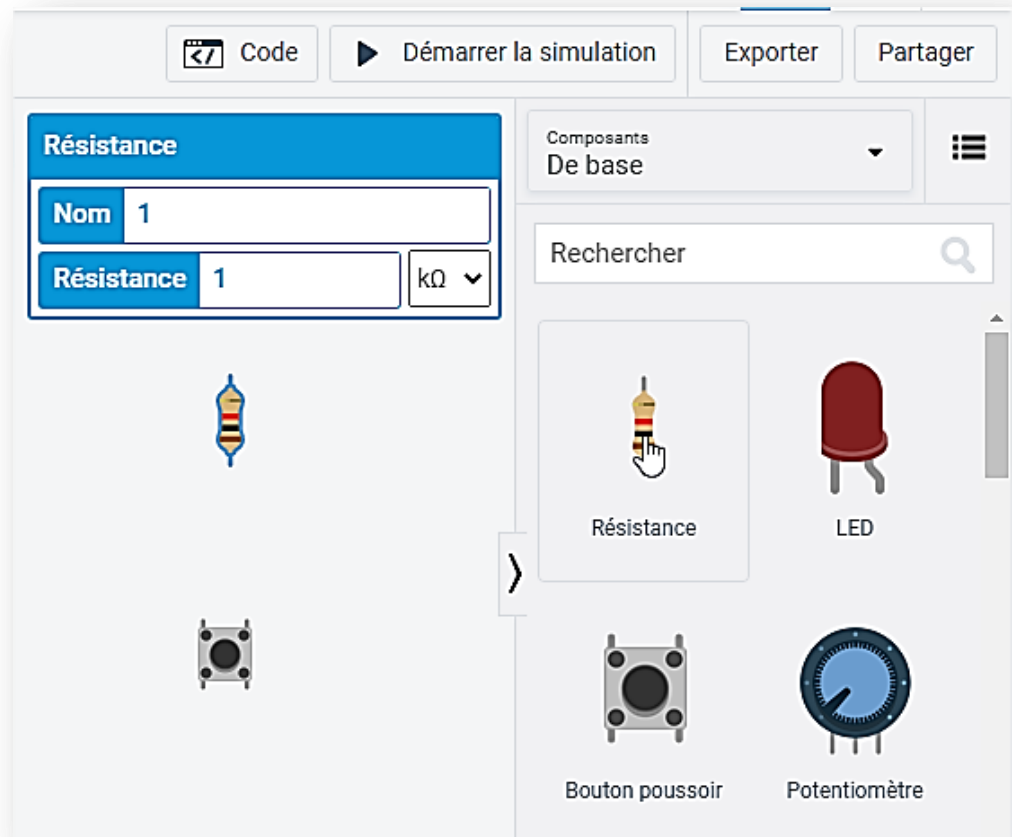 Code
Démarrer la simulation
Exporter
Partager
Résistance
Nom 1
Résistance 1 kΩ
Composants
De base
Rechercher
Résistance
LED
Bouton poussoir
Potentiomètre